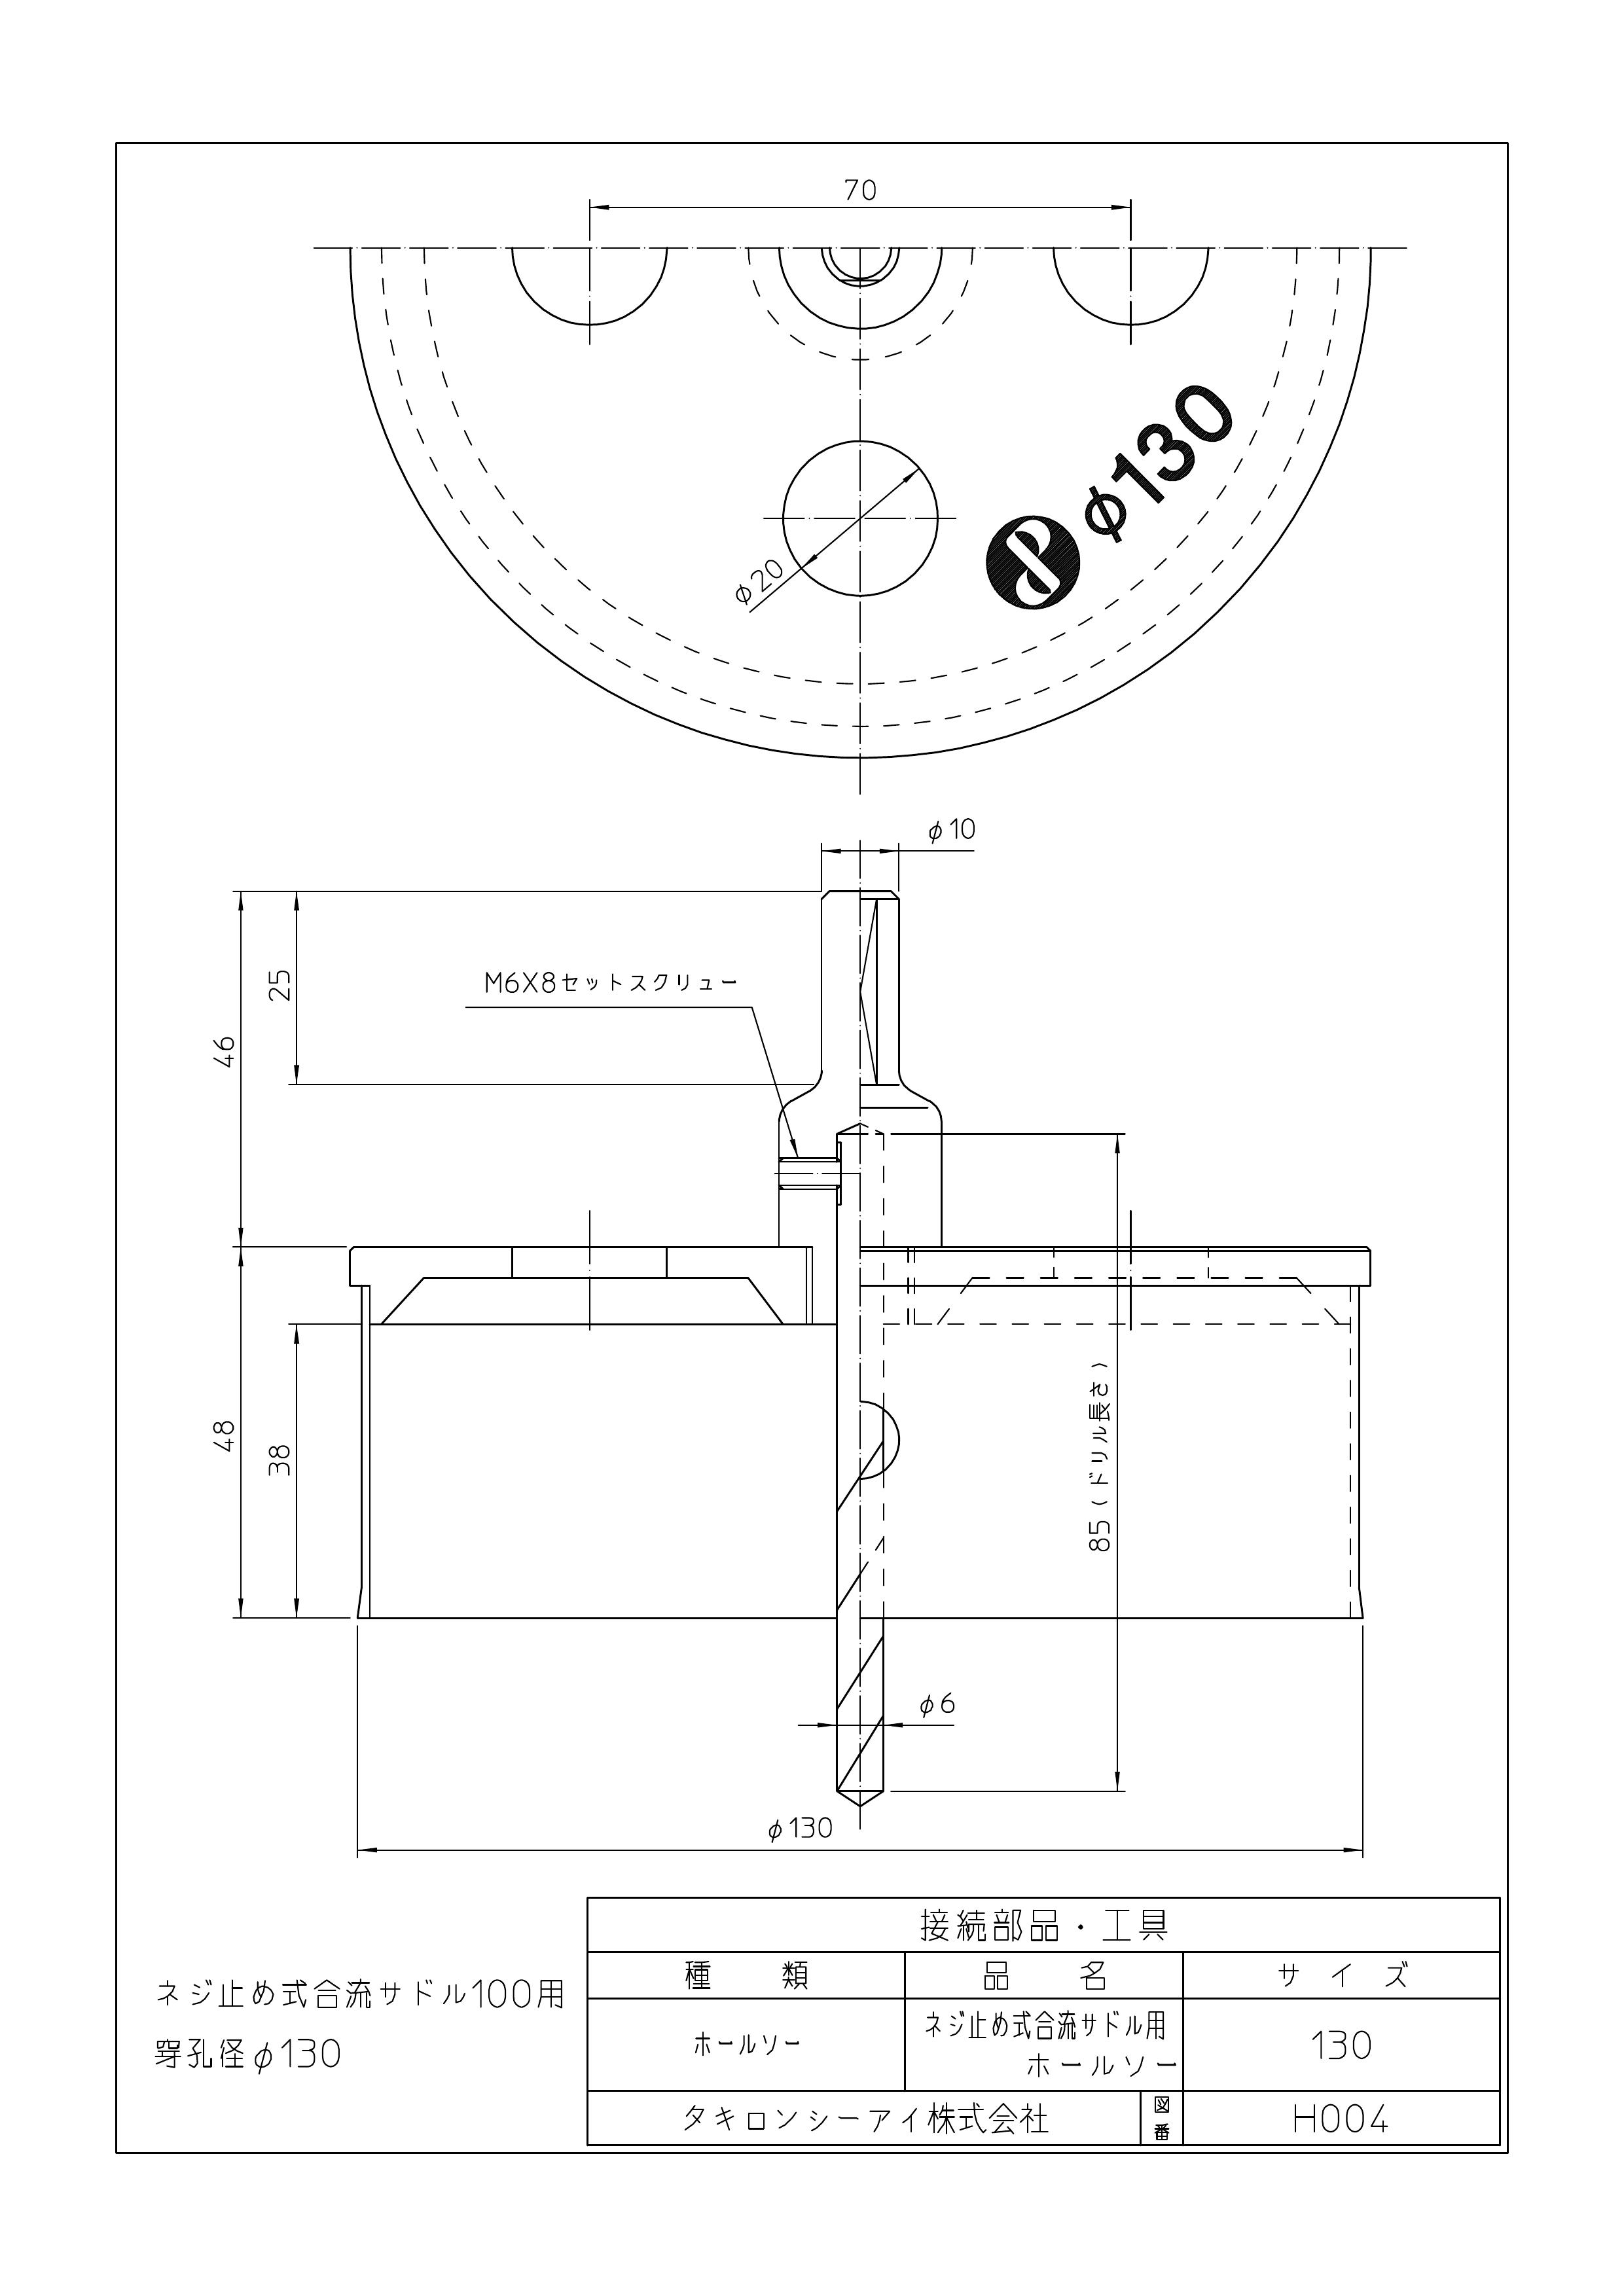 70
φ20
φ130
φ10
46
25
M6X8セットスクリュー
48
38
85(ドリル長さ)
φ6
φ130
接続部品・工具
種 類 品 名 サ イ ズ
ネジ止め式合流サドル100用
穿孔径φ130
ホールソー
ネジ止め式合流サドル用
ホールソー
130
タキロンシーアイ株式会社
図番
H004